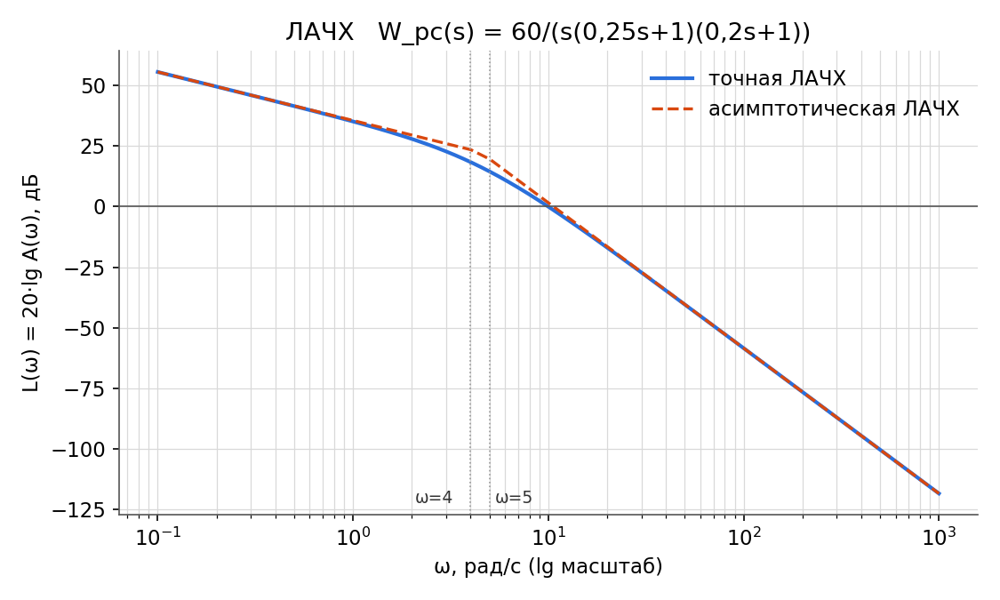 ЛАЧХ   W_pc(s) = 60/(s(0,25s+1)(0,2s+1))
точная ЛАЧХ
асимптотическая ЛАЧХ
L(ω) = 20·lg A(ω), дБ
50
25
0
−25
−50
−75
−100
−125
ω=4
ω=5
10⁻¹
10⁰
10¹
10²
10³
ω, рад/с (lg масштаб)